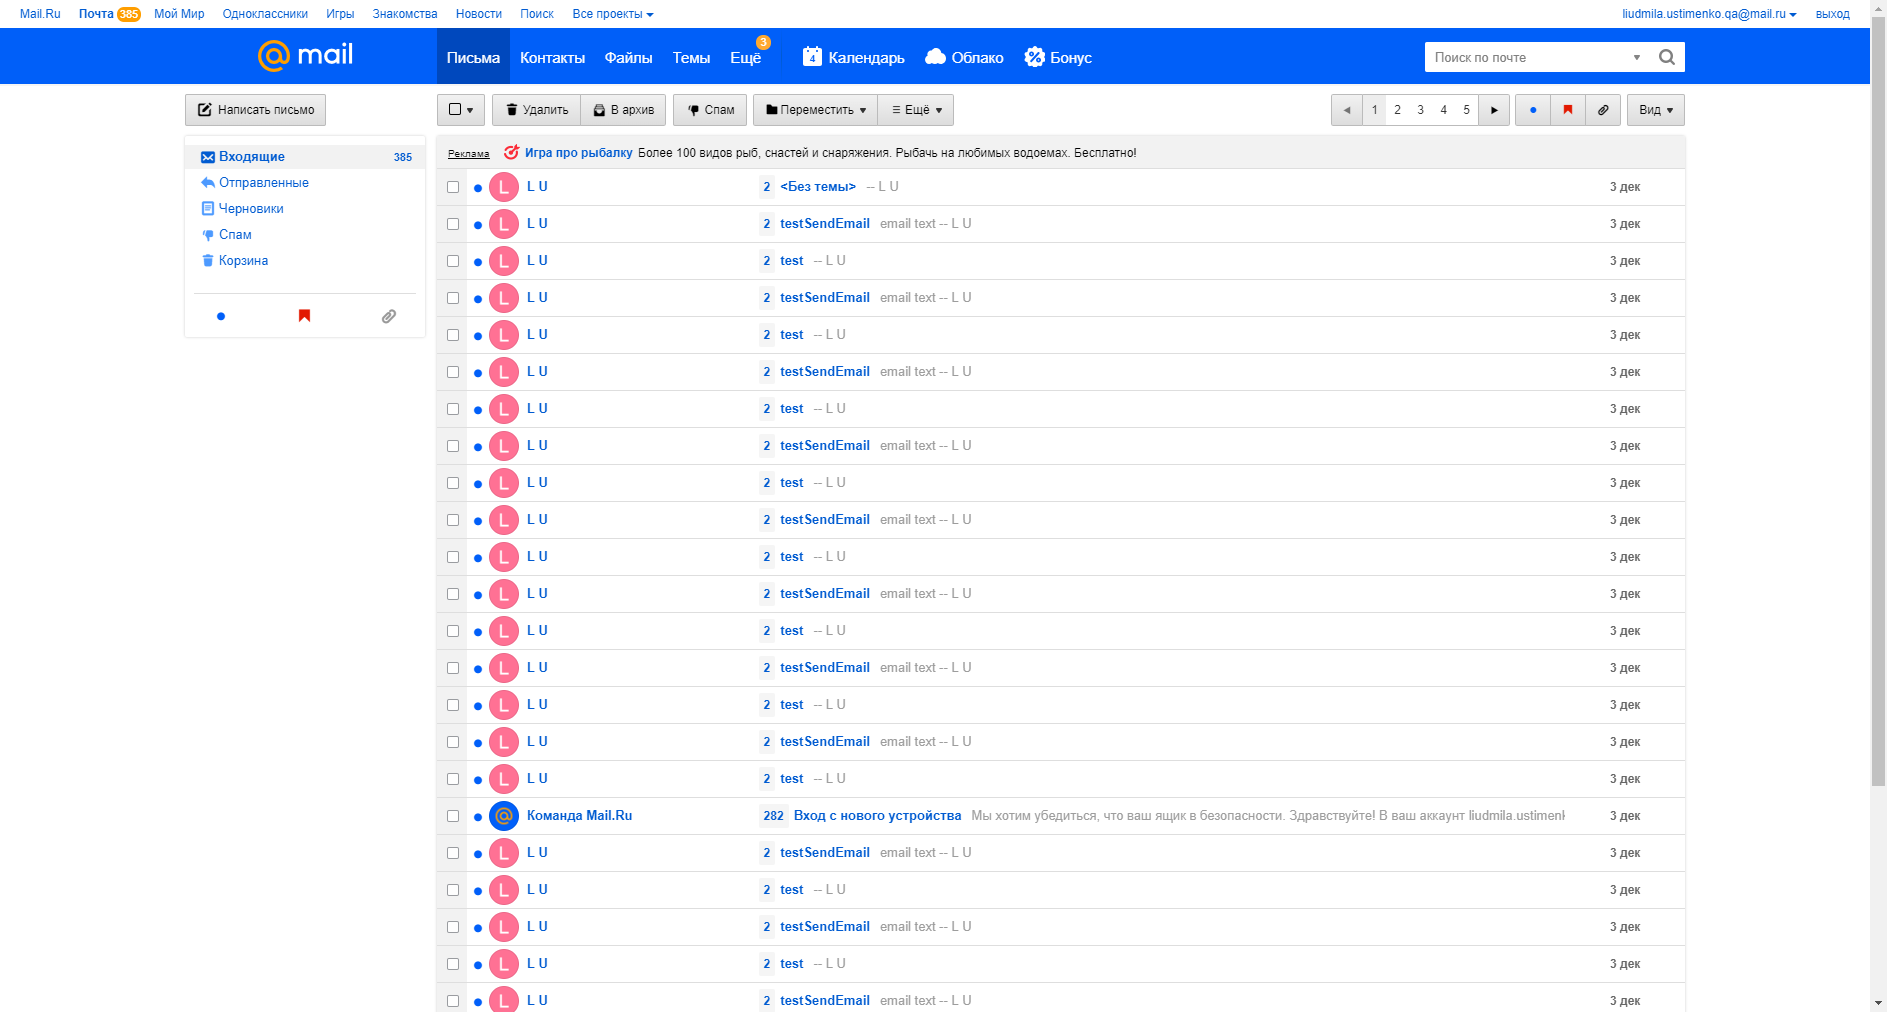 Mail.Ru Почта 385 Мой Мир Одноклассники Игры Знакомства Новости Поиск Все проекты liudmila.ustimenko.qa@mail.ru выход
@mail Письма Контакты Файлы Темы Ещё 3 4 Календарь Облако Бонус Поиск по почте
Написать письмо Удалить В архив Спам Переместить Ещё 1 2 3 4 5 Вид
Входящие 385
Отправленные
Черновики
Спам
Корзина
Реклама Игра про рыбалку Более 100 видов рыб, снастей и снаряжения. Рыбачь на любимых водоемах. Бесплатно!
L L U 2 <Без темы> -- L U 3 дек
L L U 2 testSendEmail email text -- L U 3 дек
L L U 2 test -- L U 3 дек
L L U 2 testSendEmail email text -- L U 3 дек
L L U 2 test -- L U 3 дек
L L U 2 testSendEmail email text -- L U 3 дек
L L U 2 test -- L U 3 дек
L L U 2 testSendEmail email text -- L U 3 дек
L L U 2 test -- L U 3 дек
L L U 2 testSendEmail email text -- L U 3 дек
L L U 2 test -- L U 3 дек
L L U 2 testSendEmail email text -- L U 3 дек
L L U 2 test -- L U 3 дек
L L U 2 testSendEmail email text -- L U 3 дек
L L U 2 test -- L U 3 дек
L L U 2 testSendEmail email text -- L U 3 дек
L L U 2 test -- L U 3 дек
@ Команда Mail.Ru 282 Вход с нового устройства Мы хотим убедиться, что ваш ящик в безопасности. Здравствуйте! В ваш аккаунт liudmila.ustimen
L L U 2 testSendEmail email text -- L U 3 дек
L L U 2 test -- L U 3 дек
L L U 2 testSendEmail email text -- L U 3 дек
L L U 2 test -- L U 3 дек
L L U 2 testSendEmail email text -- L U 3 дек